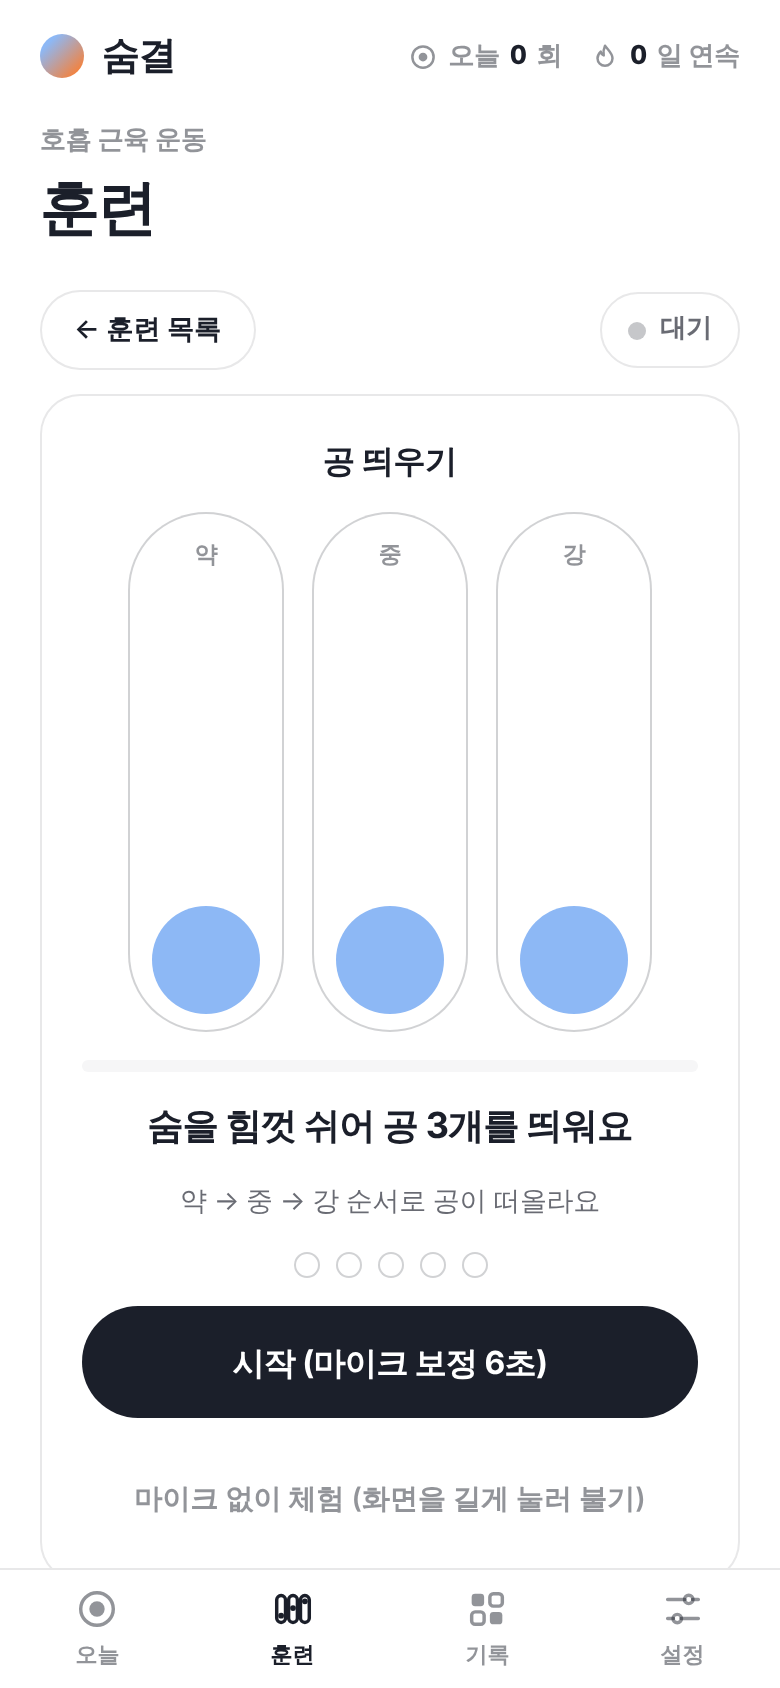 숨결
오늘 0 회 0 일 연속
호흡 근육 운동
훈련
← 훈련 목록
대기
공 띄우기
약 중 강
숨을 힘껏 쉬어 공 3개를 띄워요
약 → 중 → 강 순서로 공이 떠올라요
시작 (마이크 보정 6초)
마이크 없이 체험 (화면을 길게 눌러 불기)
오늘 훈련 기록 설정